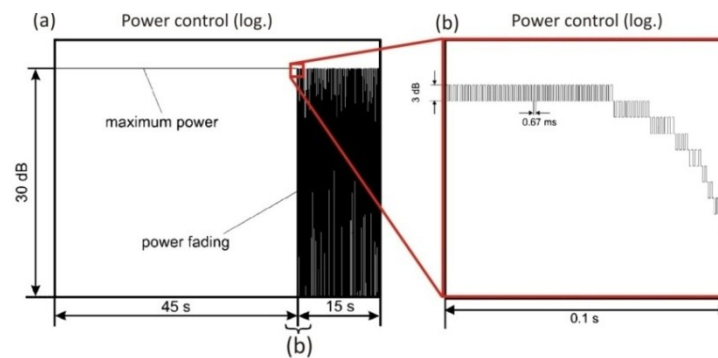 (a)
Power control (log.)
maximum power
30 dB
power fading
45 s
15 s
(b)
(b)
Power control (log.)
3 dB
0.67 ms
0.1 s